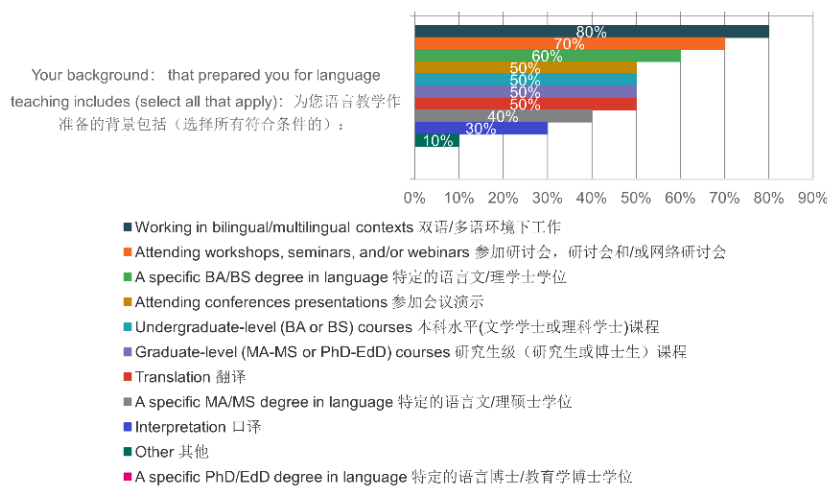 80%
70%
60%
50%
50%
50%
50%
40%
30%
10%
Your background： that prepared you for language
teaching includes (select all that apply)：为您语言教学作
准备的背景包括（选择所有符合条件的）：
0% 10% 20% 30% 40% 50% 60% 70% 80% 90%
Working in bilingual/multilingual contexts 双语/多语环境下工作
Attending workshops, seminars, and/or webinars 参加研讨会，研讨会和/或网络研讨会
A specific BA/BS degree in language 特定的语言文/理学士学位
Attending conferences presentations 参加会议演示
Undergraduate-level (BA or BS) courses 本科水平(文学学士或理科学士)课程
Graduate-level (MA-MS or PhD-EdD) courses 研究生级（研究生或博士生）课程
Translation 翻译
A specific MA/MS degree in language 特定的语言文/理硕士学位
Interpretation 口译
Other 其他
A specific PhD/EdD degree in language 特定的语言博士/教育学博士学位